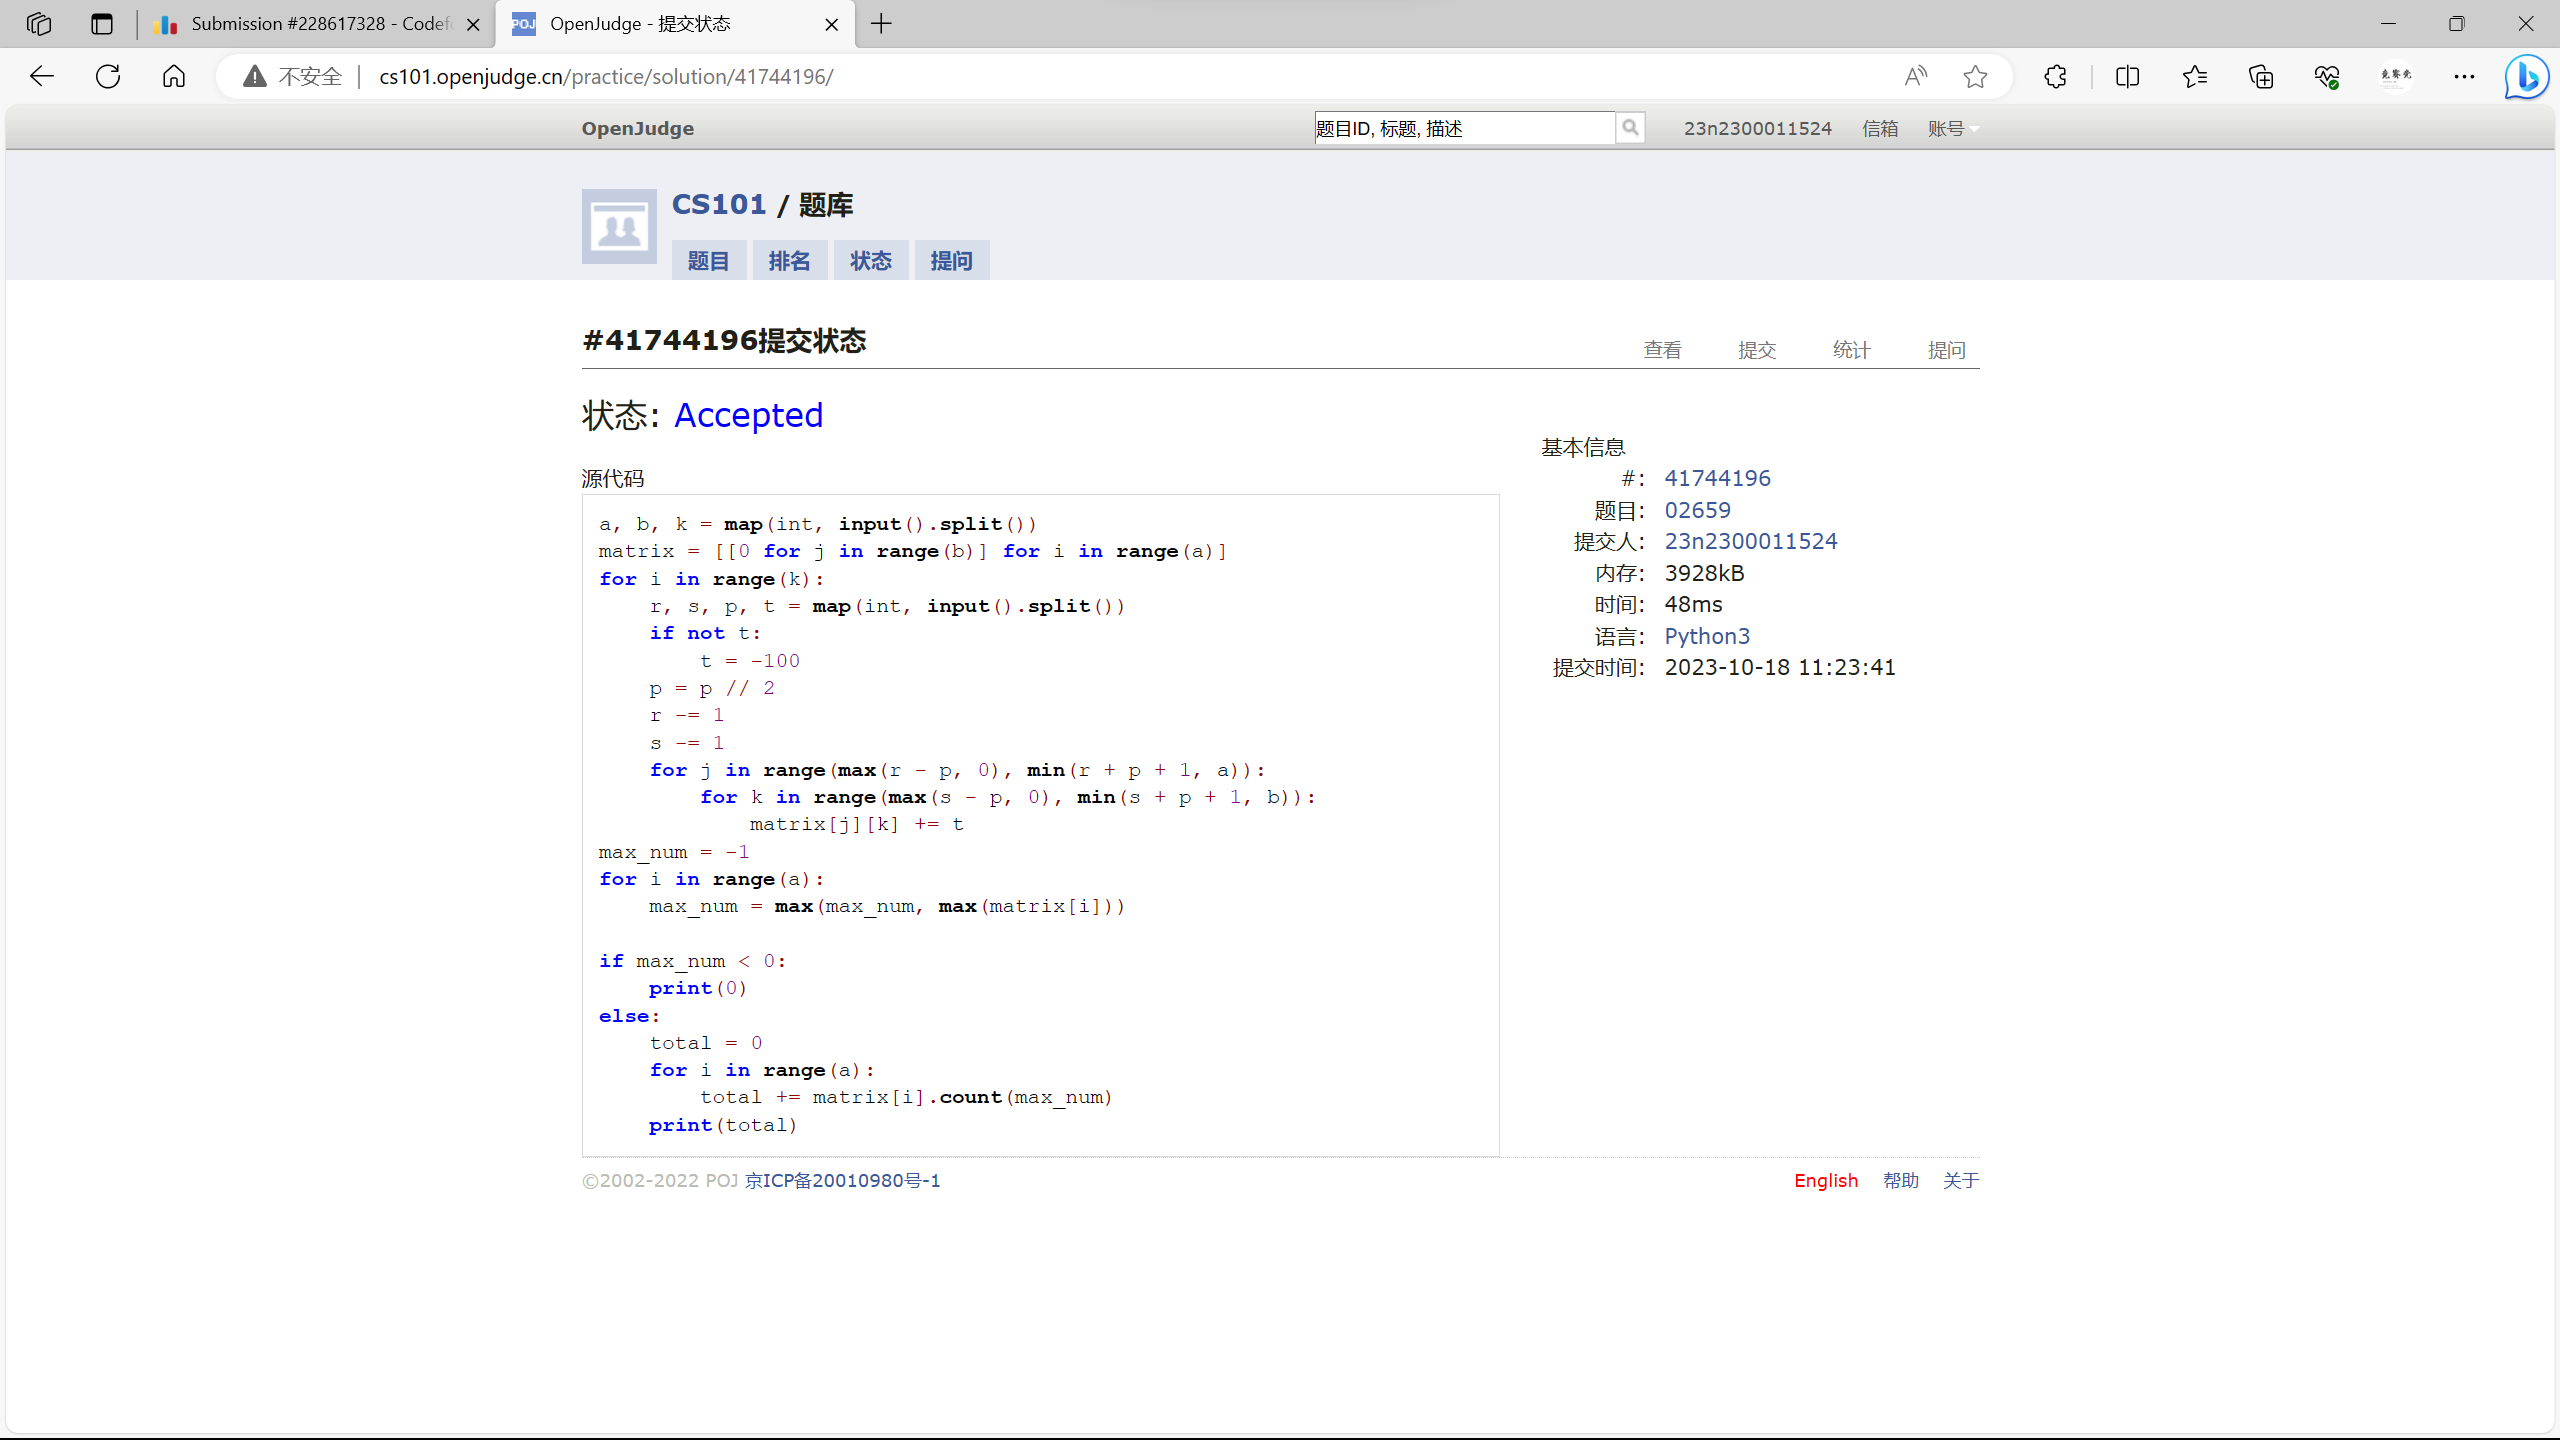 Submission #228617328 - Codef
OpenJudge - 提交状态
不安全
cs101.openjudge.cn/practice/solution/41744196/
OpenJudge
题目ID, 标题, 描述
23n2300011524
信箱
账号
CS101 / 题库
题目
排名
状态
提问
#41744196提交状态
查看
提交
统计
提问
状态: Accepted
源代码
a, b, k = map(int, input().split())
matrix = [[0 for j in range(b)] for i in range(a)]
for i in range(k):
    r, s, p, t = map(int, input().split())
    if not t:
        t = -100
    p = p // 2
    r -= 1
    s -= 1
    for j in range(max(r - p, 0), min(r + p + 1, a)):
        for k in range(max(s - p, 0), min(s + p + 1, b)):
            matrix[j][k] += t
max_num = -1
for i in range(a):
    max_num = max(max_num, max(matrix[i]))
if max_num < 0:
    print(0)
else:
    total = 0
    for i in range(a):
        total += matrix[i].count(max_num)
    print(total)
基本信息
#: 41744196
题目: 02659
提交人: 23n2300011524
内存: 3928kB
时间: 48ms
语言: Python3
提交时间: 2023-10-18 11:23:41
©2002-2022 POJ 京ICP备20010980号-1
English
帮助
关于